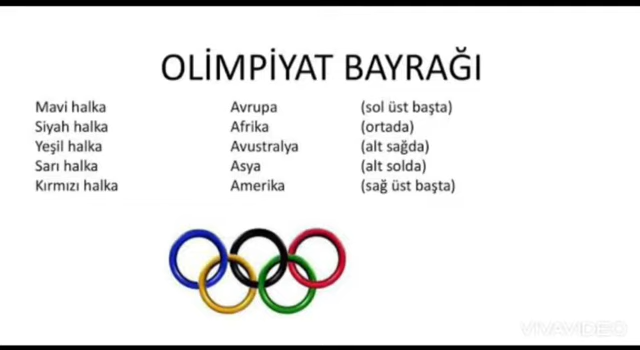 OLİMPİYAT BAYRAĞI
Mavi halka Avrupa (sol üst başta)
Siyah halka Afrika (ortada)
Yeşil halka Avustralya (alt sağda)
Sarı halka Asya (alt solda)
Kırmızı halka Amerika (sağ üst başta)
VIVAVIDEO